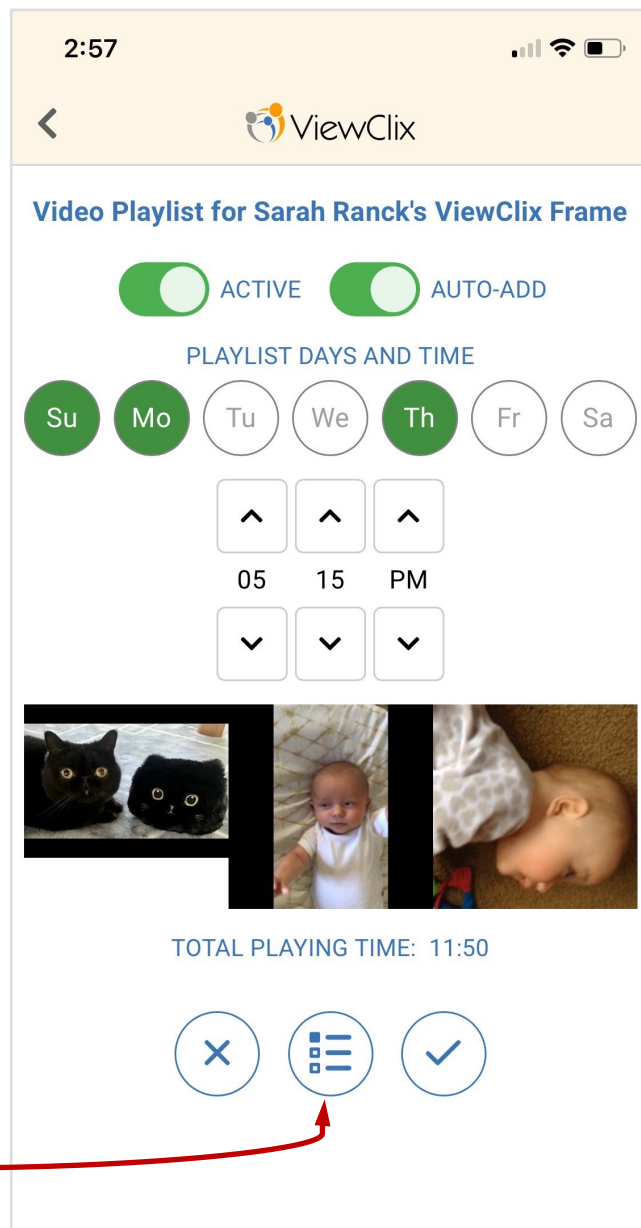 2:57
ViewClix
Video Playlist for Sarah Ranck's ViewClix Frame
ACTIVE AUTO-ADD
PLAYLIST DAYS AND TIME
Su Mo Tu We Th Fr Sa
05 15 PM
TOTAL PLAYING TIME: 11:50